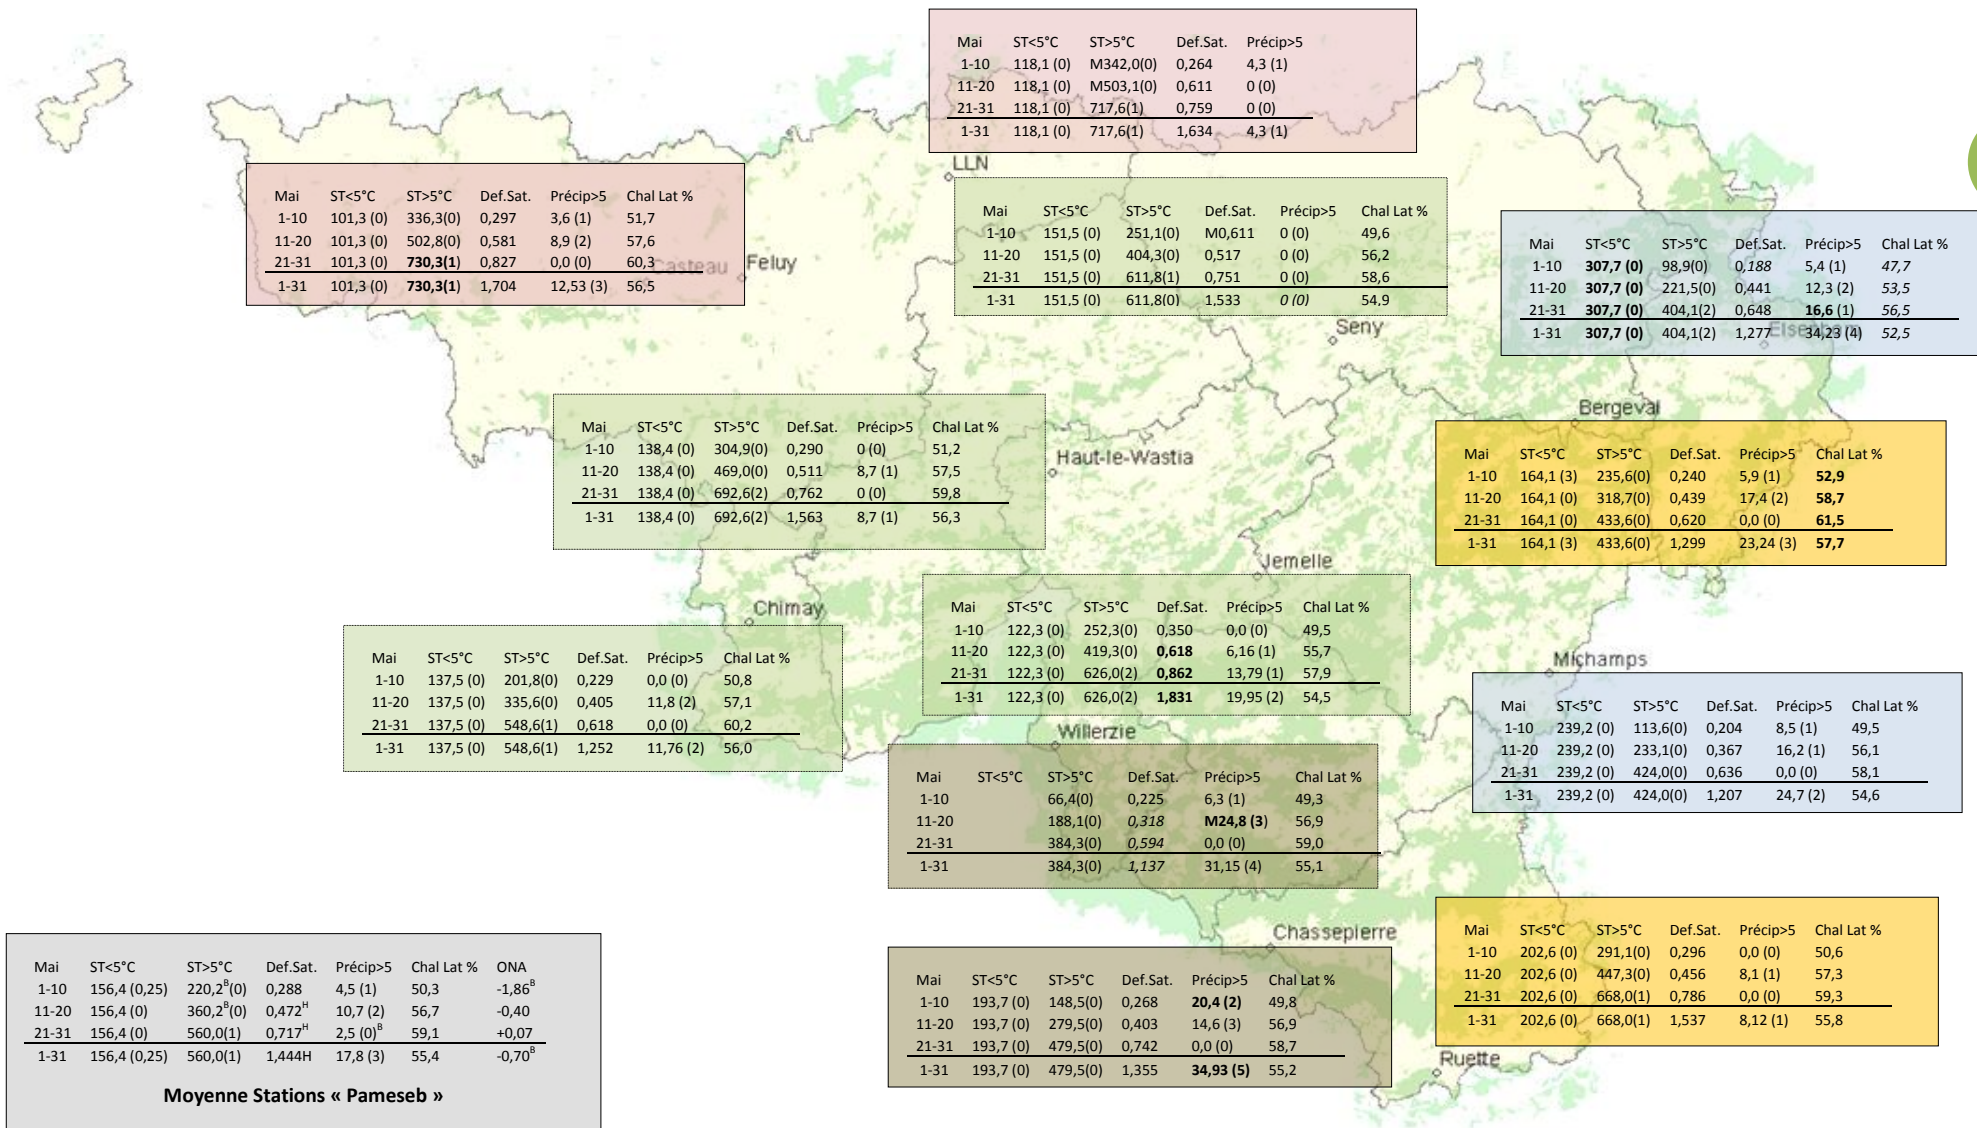 Mai ST<5°C ST>5°C Def.Sat. Précip>5
1-10 118,1 (0) M342,0(0) 0,264 4,3 (1)
11-20 118,1 (0) M503,1(0) 0,611 0 (0)
21-31 118,1 (0) 717,6(1) 0,759 0 (0)
1-31 118,1 (0) 717,6(1) 1,634 4,3 (1)
LLN
Mai ST<5°C ST>5°C Def.Sat. Précip>5 Chal Lat %
1-10 101,3 (0) 336,3(0) 0,297 3,6 (1) 51,7
11-20 101,3 (0) 502,8(0) 0,581 8,9 (2) 57,6
21-31 101,3 (0) 730,3(1) 0,827 0,0 (0) 60,3
1-31 101,3 (0) 730,3(1) 1,704 12,53 (3) 56,5
Casteau Feluy
Mai ST<5°C ST>5°C Def.Sat. Précip>5 Chal Lat %
1-10 151,5 (0) 251,1(0) M0,611 0 (0) 49,6
11-20 151,5 (0) 404,3(0) 0,517 0 (0) 56,2
21-31 151,5 (0) 611,8(1) 0,751 0 (0) 58,6
1-31 151,5 (0) 611,8(0) 1,533 0 (0) 54,9
Seny
Mai ST<5°C ST>5°C Def.Sat. Précip>5 Chal Lat %
1-10 307,7 (0) 98,9(0) 0,188 5,4 (1) 47,7
11-20 307,7 (0) 221,5(0) 0,441 12,3 (2) 53,5
21-31 307,7 (0) 404,1(2) 0,648 16,6 (1) 56,5
1-31 307,7 (0) 404,1(2) 1,277 34,23 (4) 52,5
Elsenborn
Mai ST<5°C ST>5°C Def.Sat. Précip>5 Chal Lat %
1-10 138,4 (0) 304,9(0) 0,290 0 (0) 51,2
11-20 138,4 (0) 469,0(0) 0,511 8,7 (1) 57,5
21-31 138,4 (0) 692,6(2) 0,762 0 (0) 59,8
1-31 138,4 (0) 692,6(2) 1,563 8,7 (1) 56,3
Haut-le-Wastia
Bergeval
Mai ST<5°C ST>5°C Def.Sat. Précip>5 Chal Lat %
1-10 164,1 (3) 235,6(0) 0,240 5,9 (1) 52,9
11-20 164,1 (0) 318,7(0) 0,439 17,4 (2) 58,7
21-31 164,1 (0) 433,6(0) 0,620 0,0 (0) 61,5
1-31 164,1 (3) 433,6(0) 1,299 23,24 (3) 57,7
Jemelle
Mai ST<5°C ST>5°C Def.Sat. Précip>5 Chal Lat %
1-10 122,3 (0) 252,3(0) 0,350 0,0 (0) 49,5
11-20 122,3 (0) 419,3(0) 0,618 6,16 (1) 55,7
21-31 122,3 (0) 626,0(2) 0,862 13,79 (1) 57,9
1-31 122,3 (0) 626,0(2) 1,831 19,95 (2) 54,5
Chimay
Mai ST<5°C ST>5°C Def.Sat. Précip>5 Chal Lat %
1-10 137,5 (0) 201,8(0) 0,229 0,0 (0) 50,8
11-20 137,5 (0) 335,6(0) 0,405 11,8 (2) 57,1
21-31 137,5 (0) 548,6(1) 0,618 0,0 (0) 60,2
1-31 137,5 (0) 548,6(1) 1,252 11,76 (2) 56,0
Michamps
Mai ST<5°C ST>5°C Def.Sat. Précip>5 Chal Lat %
1-10 239,2 (0) 113,6(0) 0,204 8,5 (1) 49,5
11-20 239,2 (0) 233,1(0) 0,367 16,2 (1) 56,1
21-31 239,2 (0) 424,0(0) 0,636 0,0 (0) 58,1
1-31 239,2 (0) 424,0(0) 1,207 24,7 (2) 54,6
Willerzie
Mai ST<5°C ST>5°C Def.Sat. Précip>5 Chal Lat %
1-10 66,4(0) 0,225 6,3 (1) 49,3
11-20 188,1(0) 0,318 M24,8 (3) 56,9
21-31 384,3(0) 0,594 0,0 (0) 59,0
1-31 384,3(0) 1,137 31,15 (4) 55,1
Chassepierre
Mai ST<5°C ST>5°C Def.Sat. Précip>5 Chal Lat %
1-10 193,7 (0) 148,5(0) 0,268 20,4 (2) 49,8
11-20 193,7 (0) 279,5(0) 0,403 14,6 (3) 56,9
21-31 193,7 (0) 479,5(0) 0,742 0,0 (0) 58,7
1-31 193,7 (0) 479,5(0) 1,355 34,93 (5) 55,2
Mai ST<5°C ST>5°C Def.Sat. Précip>5 Chal Lat %
1-10 202,6 (0) 291,1(0) 0,296 0,0 (0) 50,6
11-20 202,6 (0) 447,3(0) 0,456 8,1 (1) 57,3
21-31 202,6 (0) 668,0(1) 0,786 0,0 (0) 59,3
1-31 202,6 (0) 668,0(1) 1,537 8,12 (1) 55,8
Ruette
Mai ST<5°C ST>5°C Def.Sat. Précip>5 Chal Lat % ONA
1-10 156,4 (0,25) 220,2ᴮ(0) 0,288 4,5 (1) 50,3 -1,86ᴮ
11-20 156,4 (0) 360,2ᴮ(0) 0,472ᴴ 10,7 (2) 56,7 -0,40
21-31 156,4 (0) 560,0(1) 0,717ᴴ 2,5 (0)ᴮ 59,1 +0,07
1-31 156,4 (0,25) 560,0(1) 1,444H 17,8 (3) 55,4 -0,70ᴮ
Moyenne Stations « Pameseb »